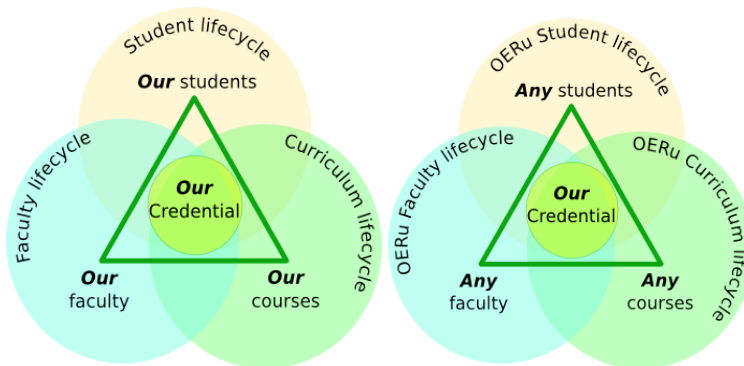 Student lifecycle
Our students
Faculty lifecycle
Curriculum lifecycle
Our
Credential
Our
faculty
Our
courses
OERu Student lifecycle
Any students
OERu Faculty lifecycle
OERu Curriculum lifecycle
Our
Credential
Any
faculty
Any
courses